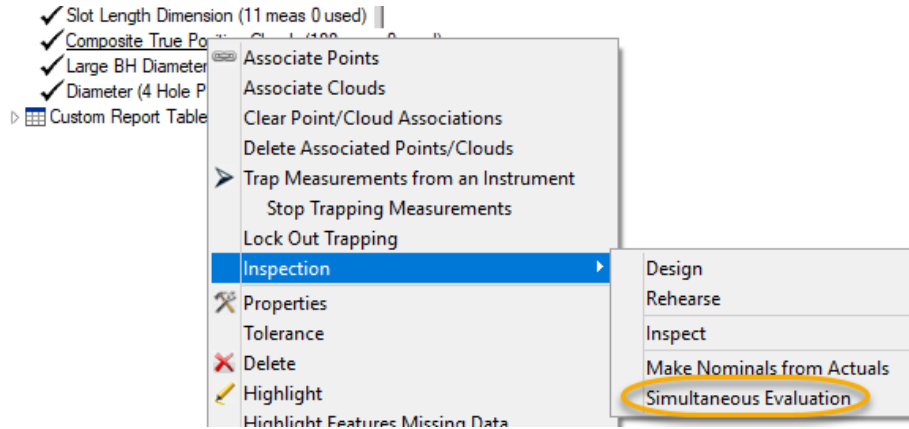 Slot Length Dimension (11 meas 0 used)
Composite True
Large BH Diameter
Diameter (4 Hole P
Custom Report Table
Associate Points
Associate Clouds
Clear Point/Cloud Associations
Delete Associated Points/Clouds
Trap Measurements from an Instrument
Stop Trapping Measurements
Lock Out Trapping
Inspection
Properties
Tolerance
Delete
Highlight
Highlight Features Missing Data
Design
Rehearse
Inspect
Make Nominals from Actuals
Simultaneous Evaluation